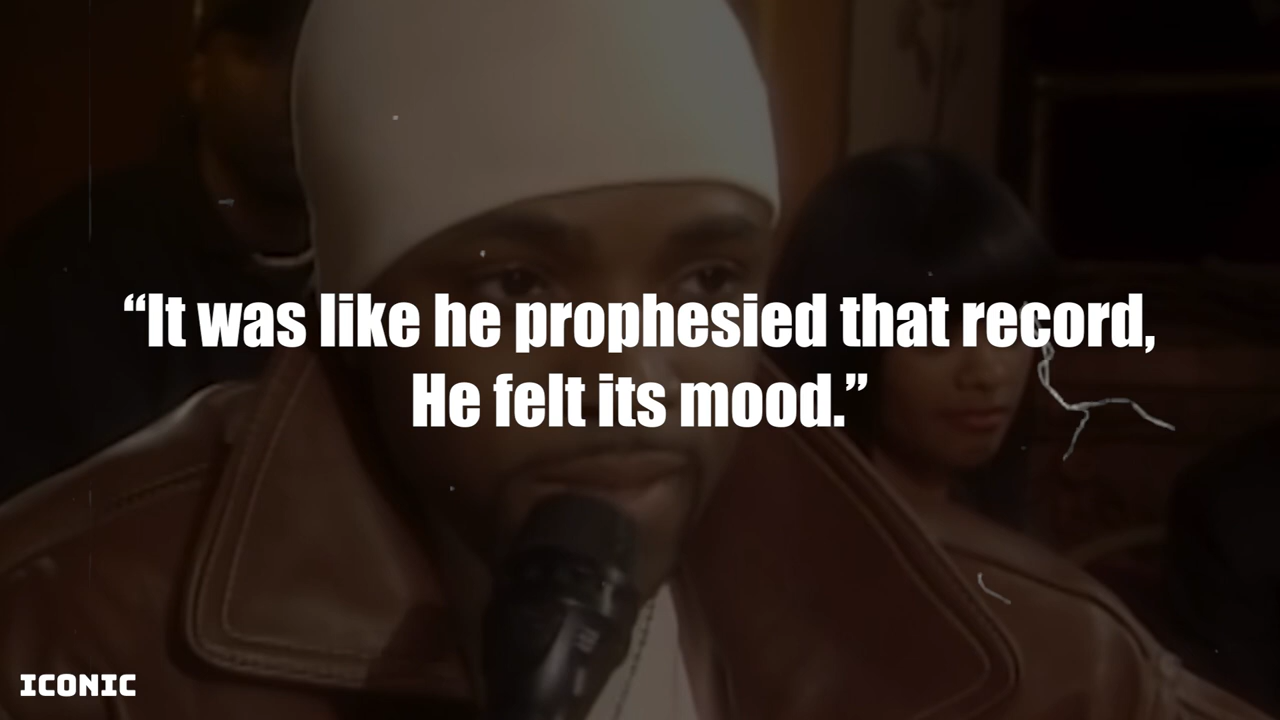 “It was like he prophesied that record,
He felt its mood.”
ICONIC